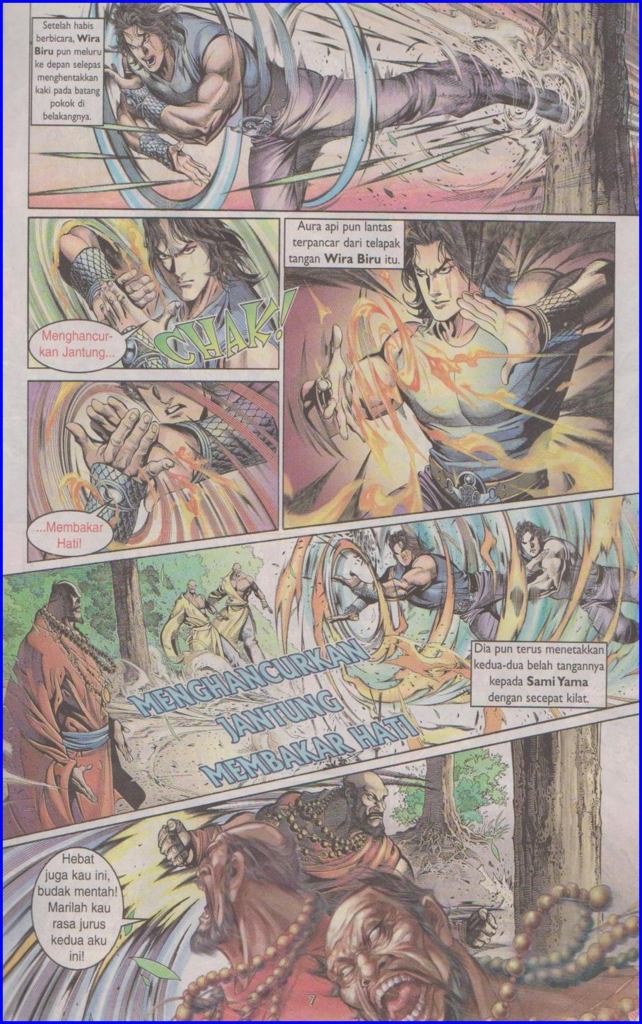 Setelah habis
berbicara, Wira
Biru pun meluru
ke depan selepas
menghentakkan
kaki pada batang
pokok di
belakangnya.
Menghancur-
kan Jantung...
CHAK!
Aura api pun lantas
terpancar dari telapak
tangan Wira Biru itu.
...Membakar
Hati!
MENGHANCURKAN
JANTUNG
MEMBAKAR HATI
Dia pun terus menetakkan
kedua-dua belah tangannya
kepada Sami Yama
dengan secepat kilat.
Hebat
juga kau ini,
budak mentah!
Marilah kau
rasa jurus
kedua aku
ini!
7